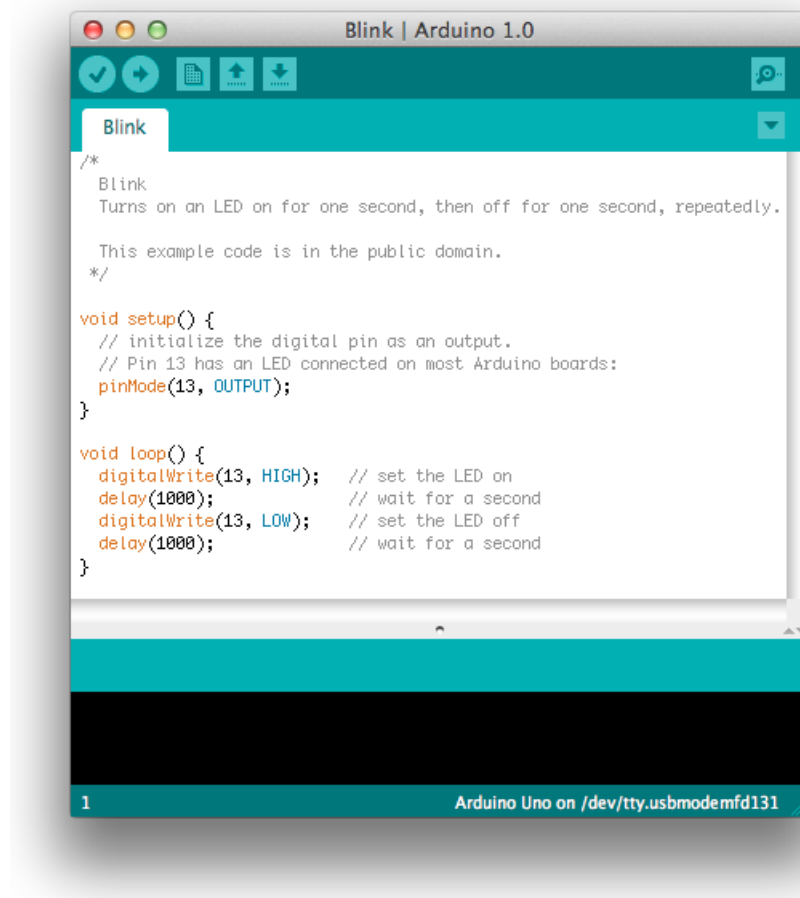 Blink | Arduino 1.0
Blink
/*
  Blink
  Turns on an LED on for one second, then off for one second, repeatedly.

  This example code is in the public domain.
 */

void setup() {
  // initialize the digital pin as an output.
  // Pin 13 has an LED connected on most Arduino boards:
  pinMode(13, OUTPUT);
}

void loop() {
  digitalWrite(13, HIGH);   // set the LED on
  delay(1000);              // wait for a second
  digitalWrite(13, LOW);    // set the LED off
  delay(1000);              // wait for a second
}
1
Arduino Uno on /dev/tty.usbmodemfd131